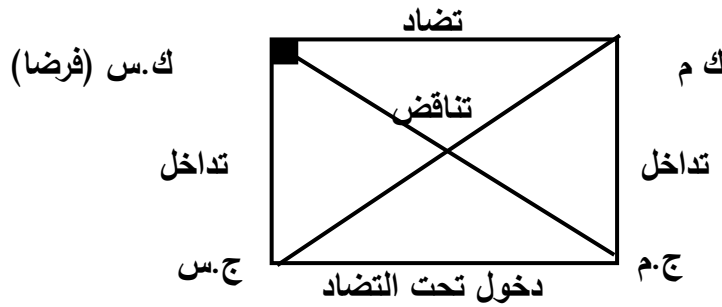 تضاد
ك م
ك.س (فرضا)
تناقض
تداخل
تداخل
ج.م
ج.س
دخول تحت التضاد